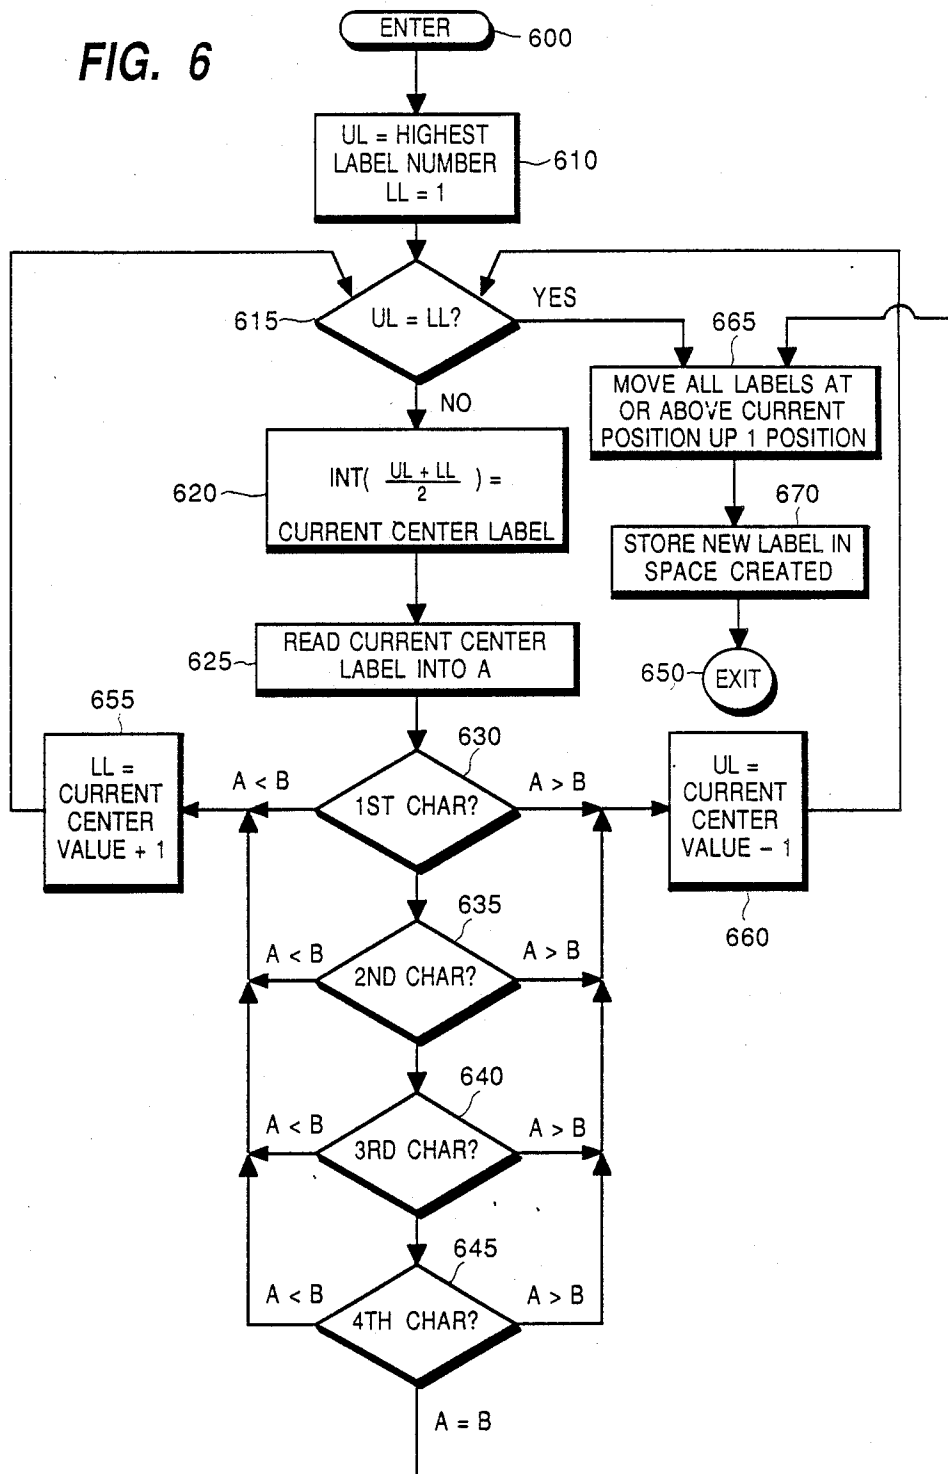 FIG. 6
ENTER
600
UL = HIGHEST
LABEL NUMBER
LL = 1
610
UL = LL?
615
YES
NO
665
MOVE ALL LABELS AT
OR ABOVE CURRENT
POSITION UP 1 POSITION
INT( UL + LL / 2 ) =
CURRENT CENTER LABEL
620
670
STORE NEW LABEL IN
SPACE CREATED
READ CURRENT CENTER
LABEL INTO A
625
650
EXIT
655
LL =
CURRENT
CENTER
VALUE + 1
A < B
630
1ST CHAR?
A > B
UL =
CURRENT
CENTER
VALUE – 1
660
635
A < B
2ND CHAR?
A > B
640
A < B
3RD CHAR?
A > B
645
A < B
4TH CHAR?
A > B
A = B